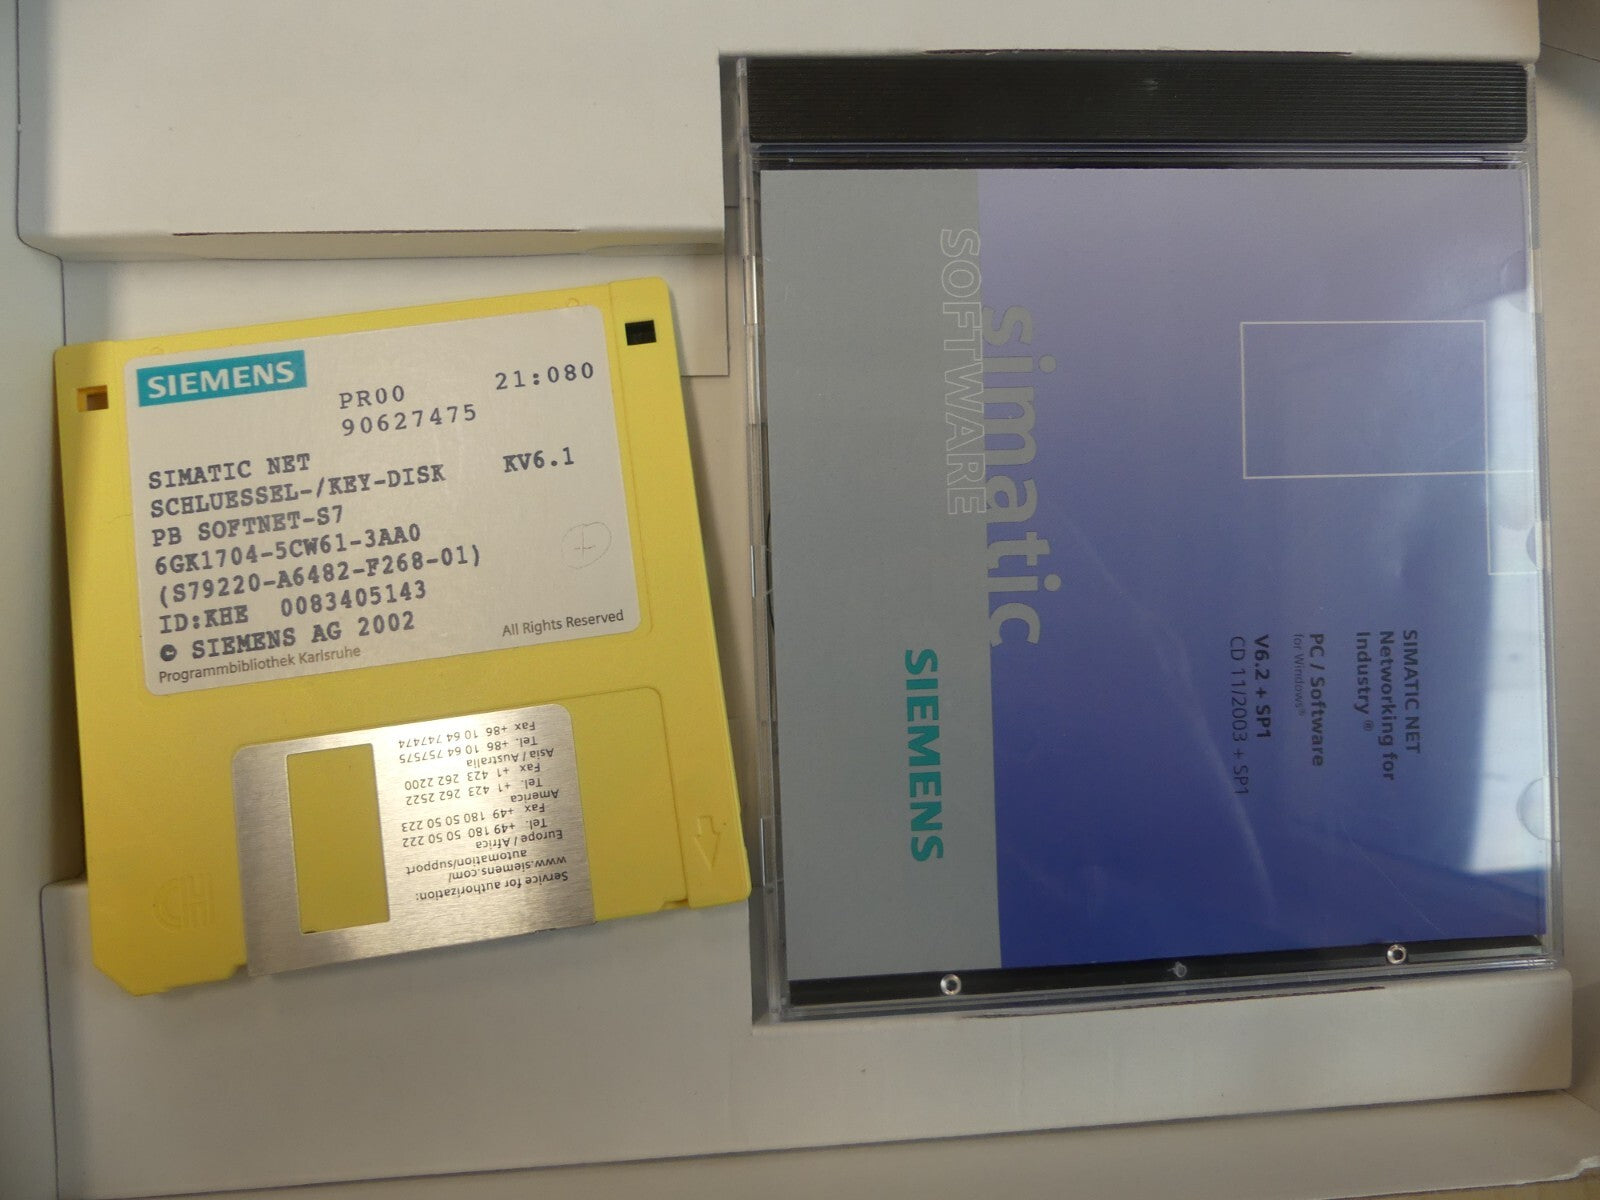 SIEMENS
PR00 21:080
90627475
SIMATIC NET
SCHLUESSEL-/KEY-DISK KV6.1
PB SOFTNET-S7
6GK1704-5CW61-3AA0
(S79220-A6482-F268-01)
ID:KHE 0083405143
© SIEMENS AG 2002
Programmbibliothek Karlsruhe All Rights Reserved
Service for authorization:
www.siemens.com/
automation/support
Europe / Africa
Tel. +49 180 50 50 222
Fax +49 180 50 50 223
America
Tel. +1 423 262 2522
Fax +1 423 262 2200
Asia / Australia
Tel. +86 10 64 757575
Fax +86 10 64 747474
simatic
SOFTWARE
SIEMENS
SIMATIC NET
Networking for
Industry ®
PC / Software
for Windows®
V6.2 + SP1
CD 11/2003 + SP1